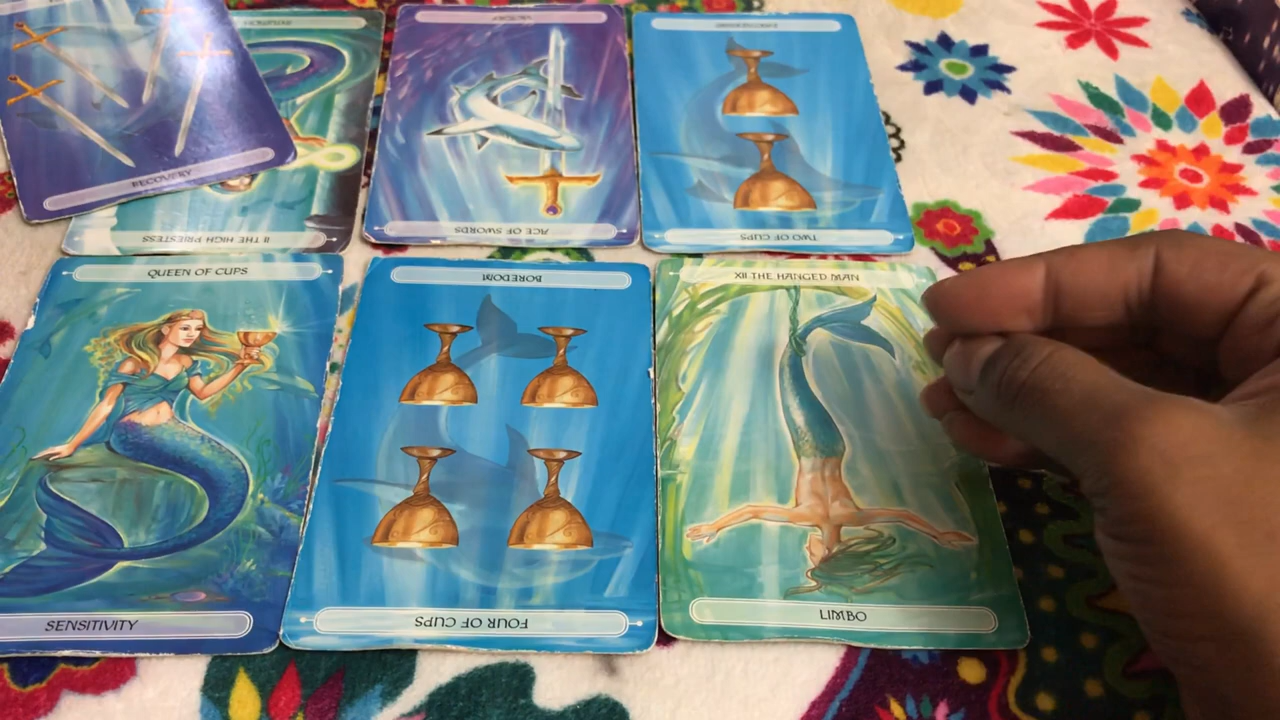 RECOVERY
II THE HIGH PRIESTESS
VICTORY
ACE OF SWORDS
TWO OF CUPS
QUEEN OF CUPS
SENSITIVITY
BOREDOM
FOUR OF CUPS
XII THE HANGED MAN
LIMBO